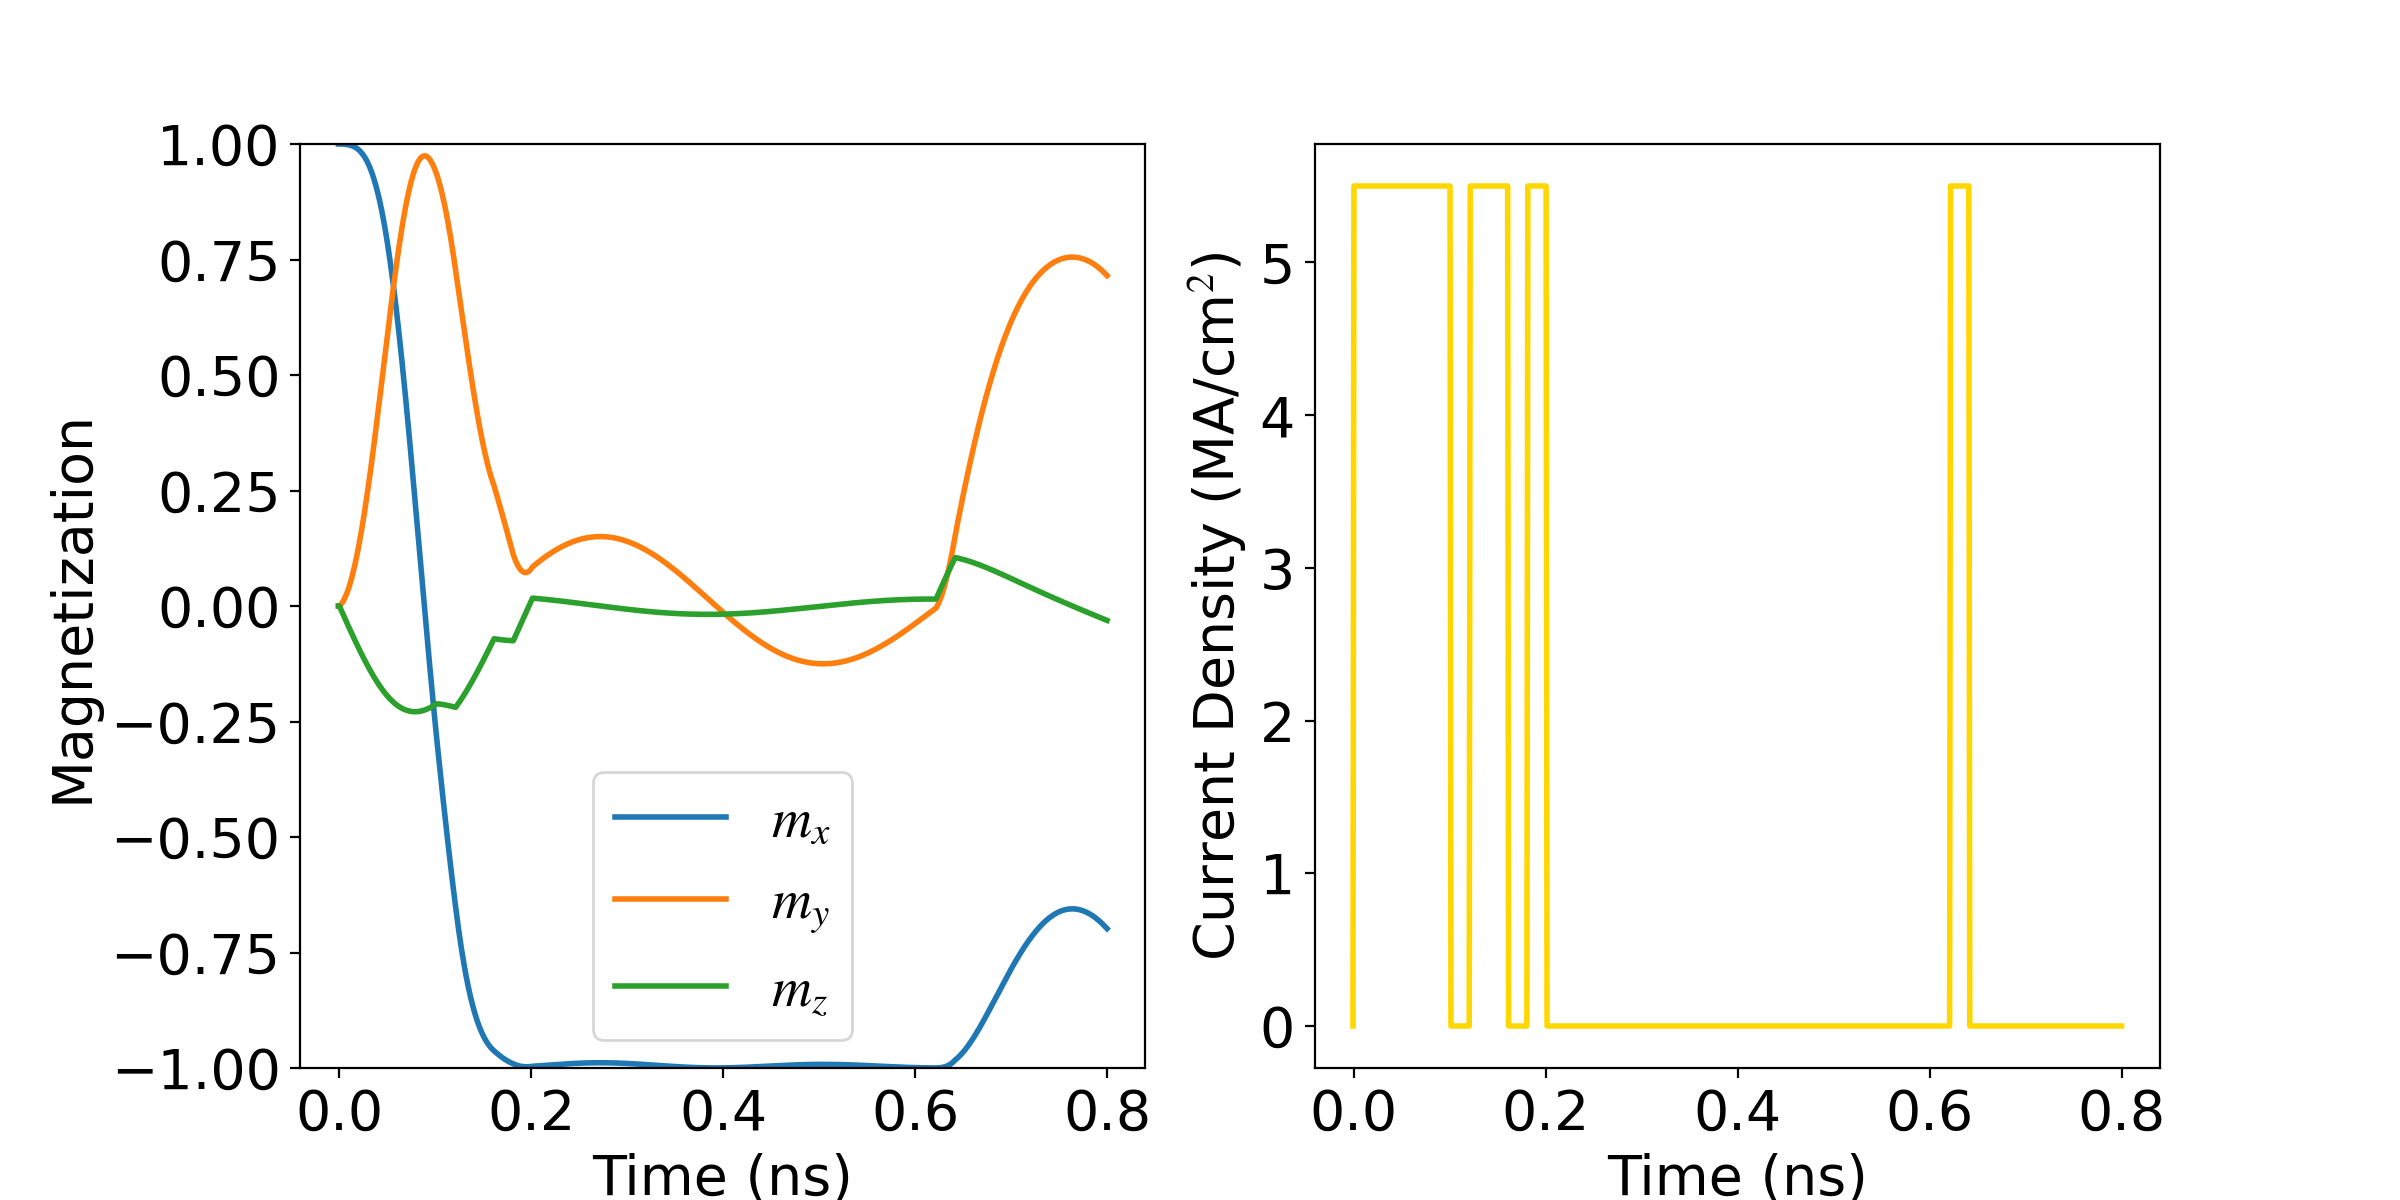 1.00
0.75
0.50
0.25
0.00
−0.25
−0.50
−0.75
−1.00
Magnetization
0.0 0.2 0.4 0.6 0.8
Time (ns)
m_x
m_y
m_z
5
4
3
2
1
0
Current Density (MA/cm²)
0.0 0.2 0.4 0.6 0.8
Time (ns)